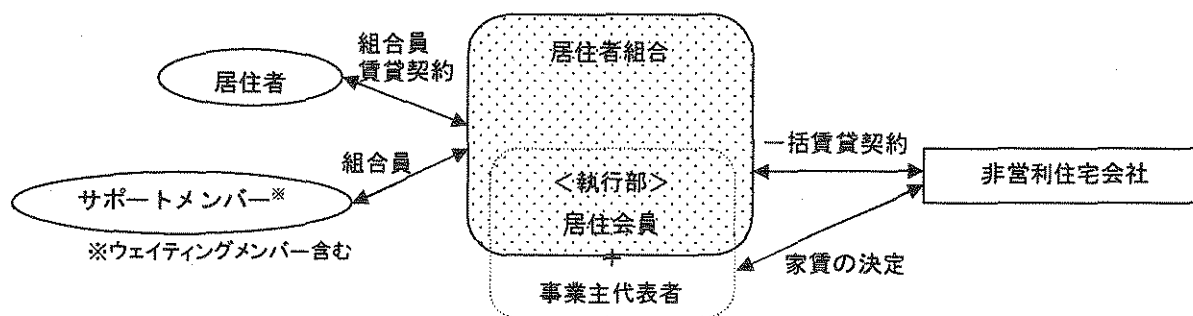 組合員
賃貸契約
居住者
居住者組合
組合員
一括賃貸契約
サポートメンバー※
<執行部>
居住会員
非営利住宅会社
※ウェイティングメンバー含む
+
家賃の決定
事業主代表者